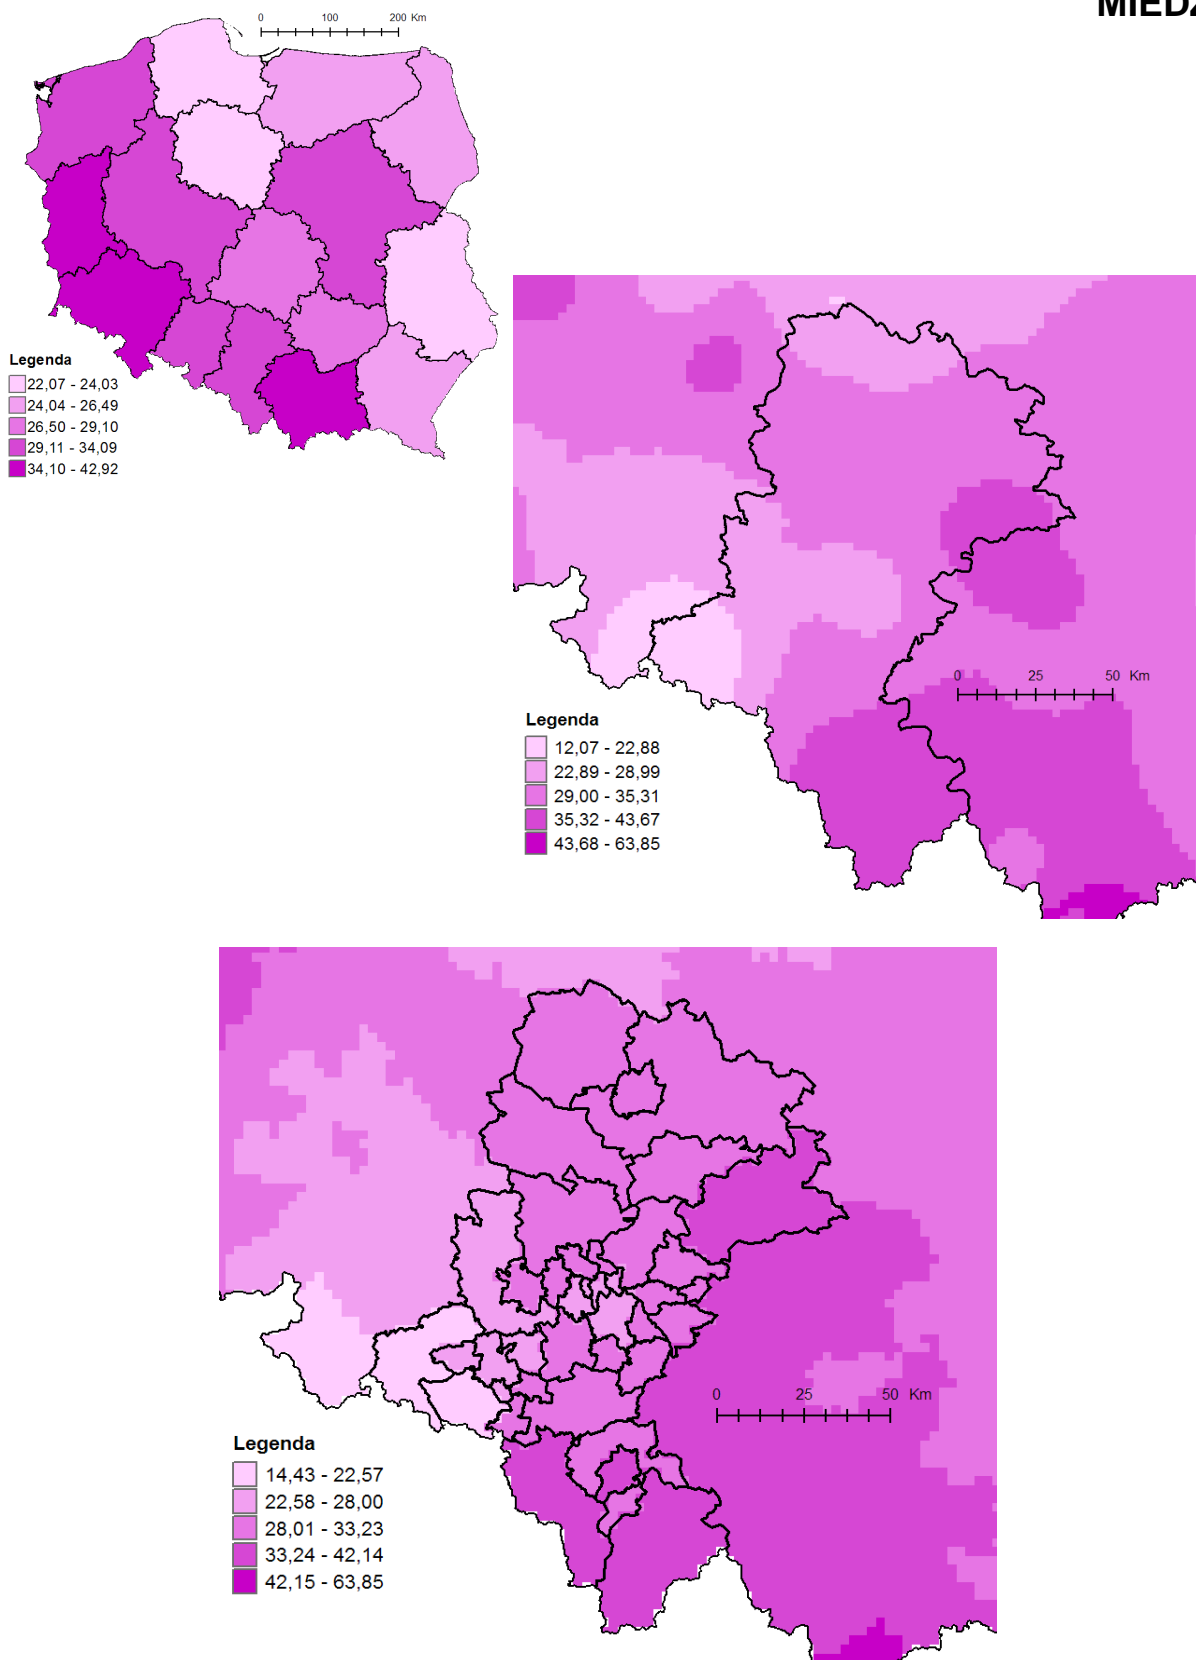 MIEDZ
0 100 200 Km
Legenda
22,07 - 24,03
24,04 - 26,49
26,50 - 29,10
29,11 - 34,09
34,10 - 42,92
0 25 50 Km
Legenda
12,07 - 22,88
22,89 - 28,99
29,00 - 35,31
35,32 - 43,67
43,68 - 63,85
0 25 50 Km
Legenda
14,43 - 22,57
22,58 - 28,00
28,01 - 33,23
33,24 - 42,14
42,15 - 63,85